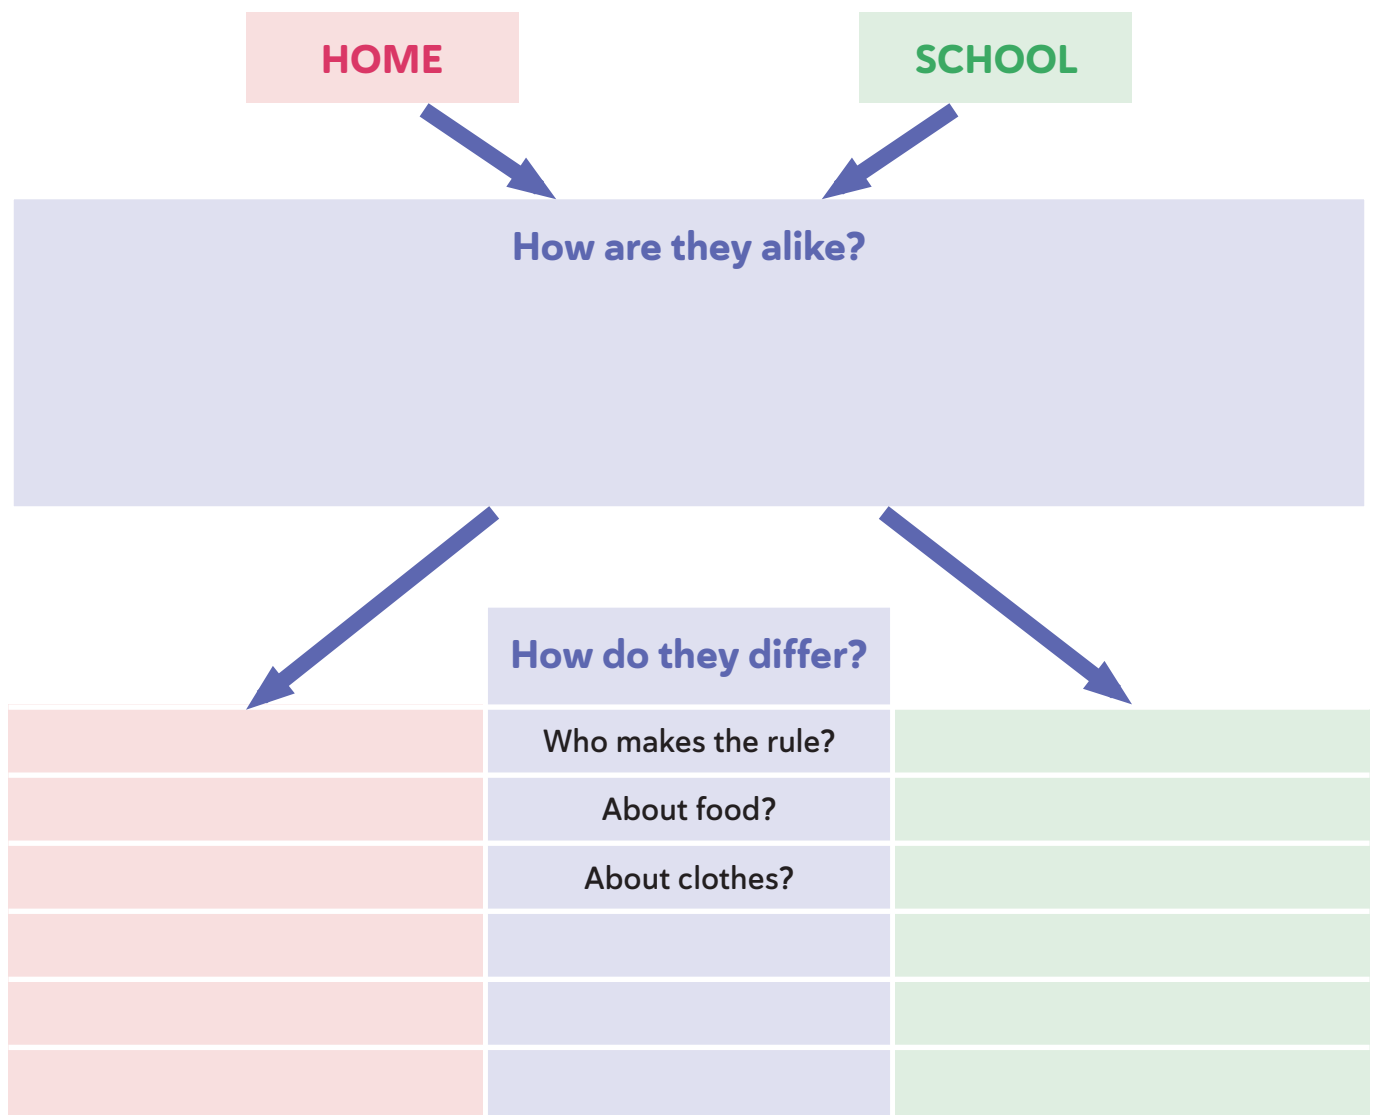 HOME
SCHOOL
How are they alike?
How do they differ?
Who makes the rule?
About food?
About clothes?